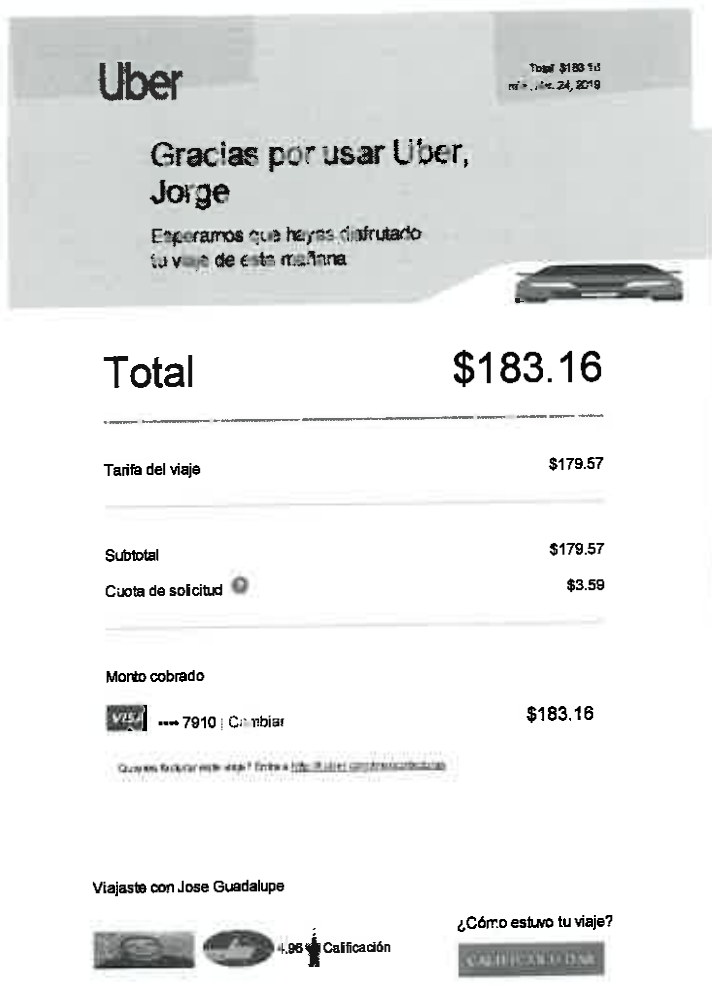 Uber
Total $183.16
24, 2019
Gracias por usar Uber,
Jorge
Esperamos que hayas disfrutado
tu viaje de esta mañana
Total
$183.16
Tarifa del viaje
$179.57
Subtotal
$179.57
Cuota de solicitud ?
$3.59
Monto cobrado
VISA •••• 7910 | Cambiar
$183.16
Viajaste con Jose Guadalupe
4.96 Calificación
¿Cómo estuvo tu viaje?